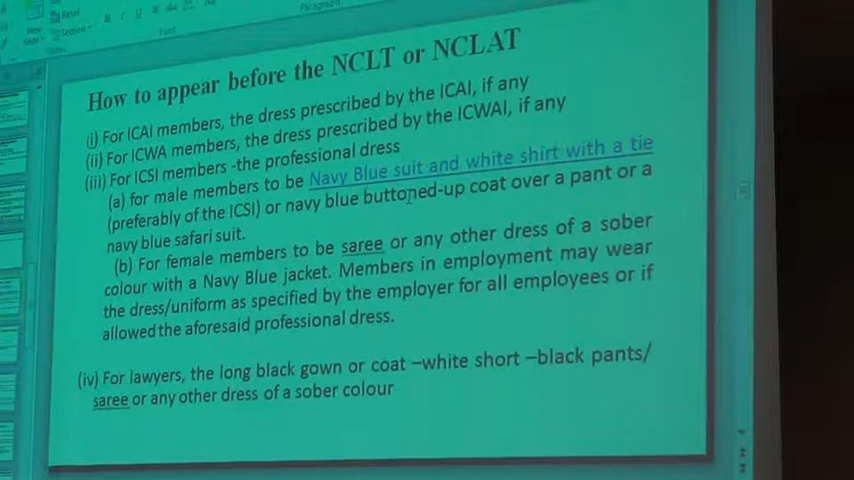 Reset
New
Slide
Section
Font
Paragraph
How to appear before the NCLT or NCLAT
(i) For ICAI members, the dress prescribed by the ICAI, if any
(ii) For ICWA members, the dress prescribed by the ICWAI, if any
(iii) For ICSI members -the professional dress
(a) for male members to be Navy Blue suit and white shirt with a tie
(preferably of the ICSI) or navy blue buttoned-up coat over a pant or a
navy blue safari suit.
(b) For female members to be saree or any other dress of a sober
colour with a Navy Blue jacket. Members in employment may wear
the dress/uniform as specified by the employer for all employees or if
allowed the aforesaid professional dress.
(iv) For lawyers, the long black gown or coat –white short –black pants/
saree or any other dress of a sober colour